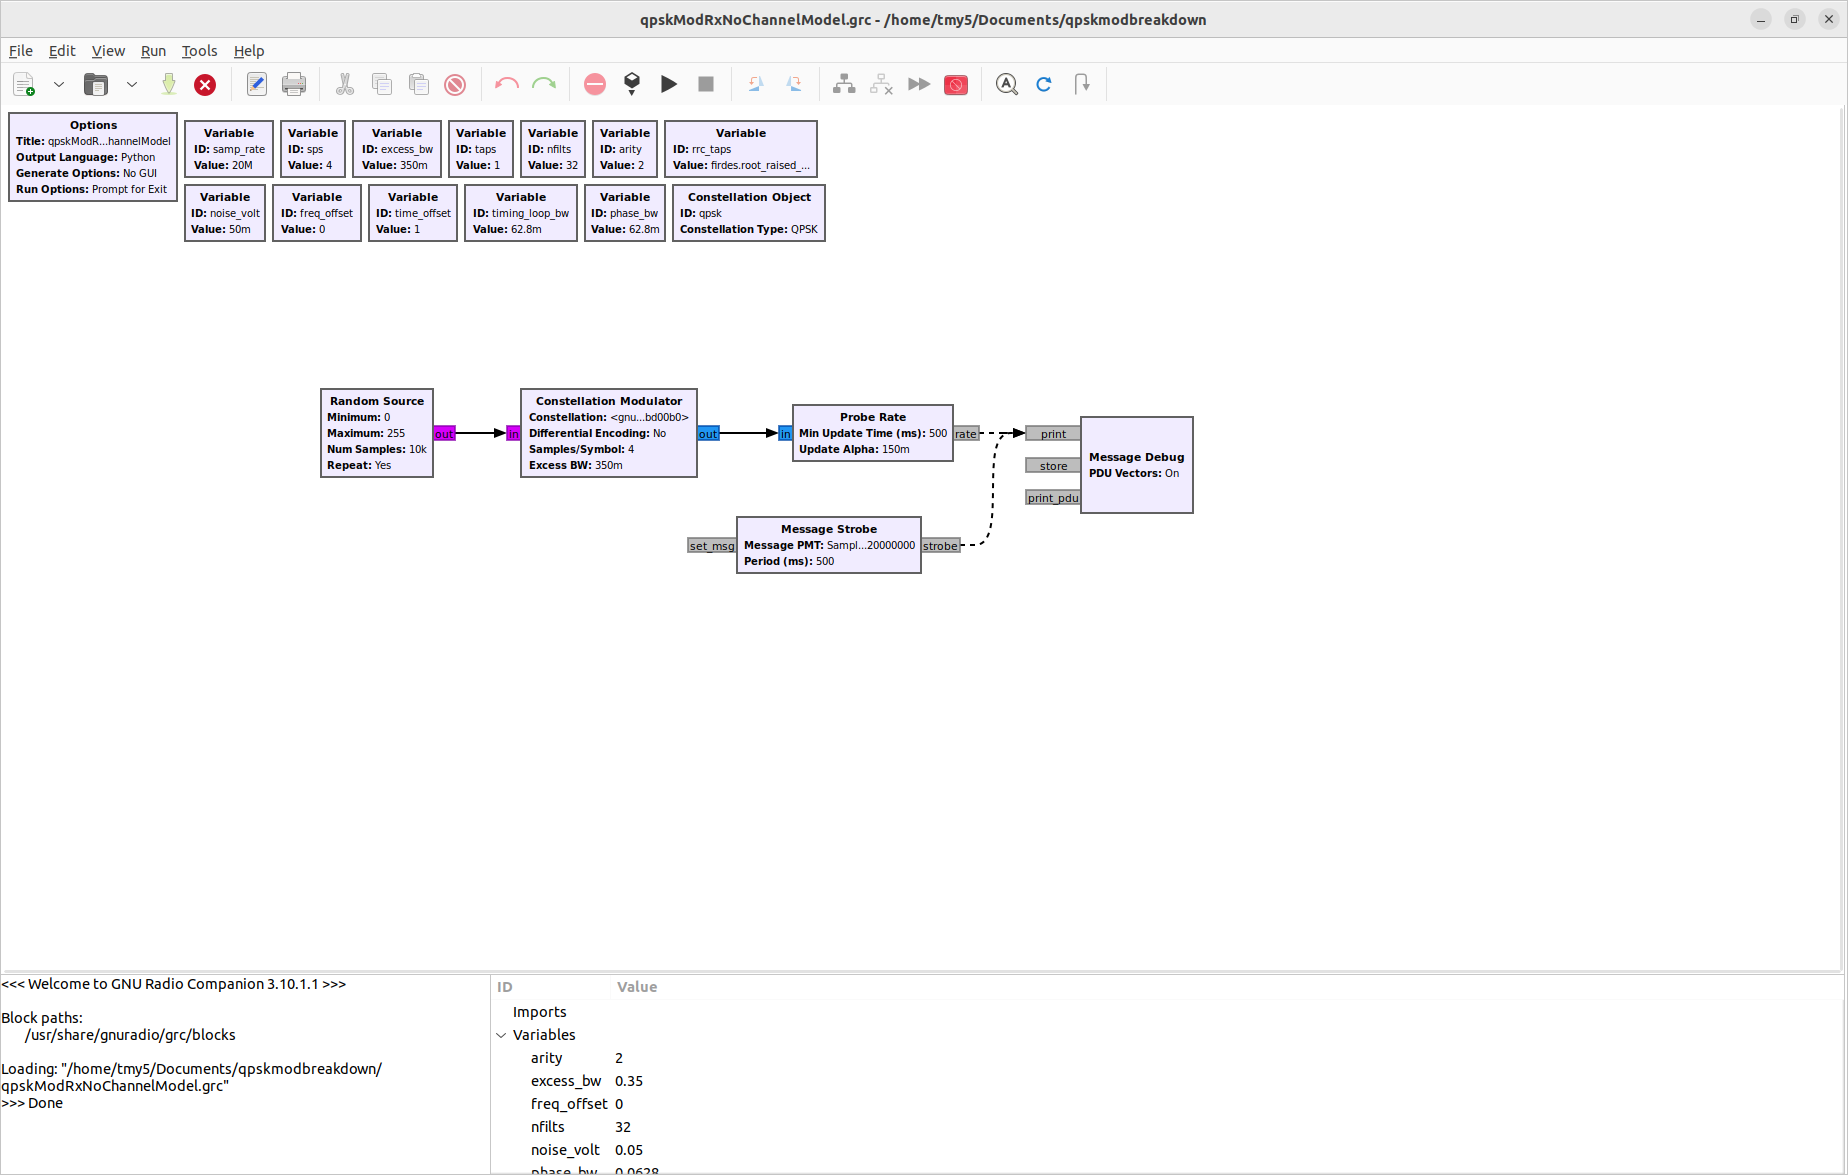 qpskModRxNoChannelModel.grc - /home/tmy5/Documents/qpskmodbreakdown
File Edit View Run Tools Help
Options
Title: qpskModR...hannelModel
Output Language: Python
Generate Options: No GUI
Run Options: Prompt for Exit
Variable
ID: samp_rate
Value: 20M
Variable
ID: sps
Value: 4
Variable
ID: excess_bw
Value: 350m
Variable
ID: taps
Value: 1
Variable
ID: nfilts
Value: 32
Variable
ID: arity
Value: 2
Variable
ID: rrc_taps
Value: firdes.root_raised_...
Variable
ID: noise_volt
Value: 50m
Variable
ID: freq_offset
Value: 0
Variable
ID: time_offset
Value: 1
Variable
ID: timing_loop_bw
Value: 62.8m
Variable
ID: phase_bw
Value: 62.8m
Constellation Object
ID: qpsk
Constellation Type: QPSK
Random Source
Minimum: 0
Maximum: 255
Num Samples: 10k
Repeat: Yes
out
in
Constellation Modulator
Constellation: <gnu...bd00b0>
Differential Encoding: No
Samples/Symbol: 4
Excess BW: 350m
out
in
Probe Rate
Min Update Time (ms): 500
Update Alpha: 150m
rate
print
store
print_pdu
Message Debug
PDU Vectors: On
set_msg
Message Strobe
Message PMT: Sampl...20000000
Period (ms): 500
strobe
<<< Welcome to GNU Radio Companion 3.10.1.1 >>>
Block paths:
/usr/share/gnuradio/grc/blocks
Loading: "/home/tmy5/Documents/qpskmodbreakdown/
qpskModRxNoChannelModel.grc"
>>> Done
ID Value
Imports
Variables
arity 2
excess_bw 0.35
freq_offset 0
nfilts 32
noise_volt 0.05
phase_bw 0.0628